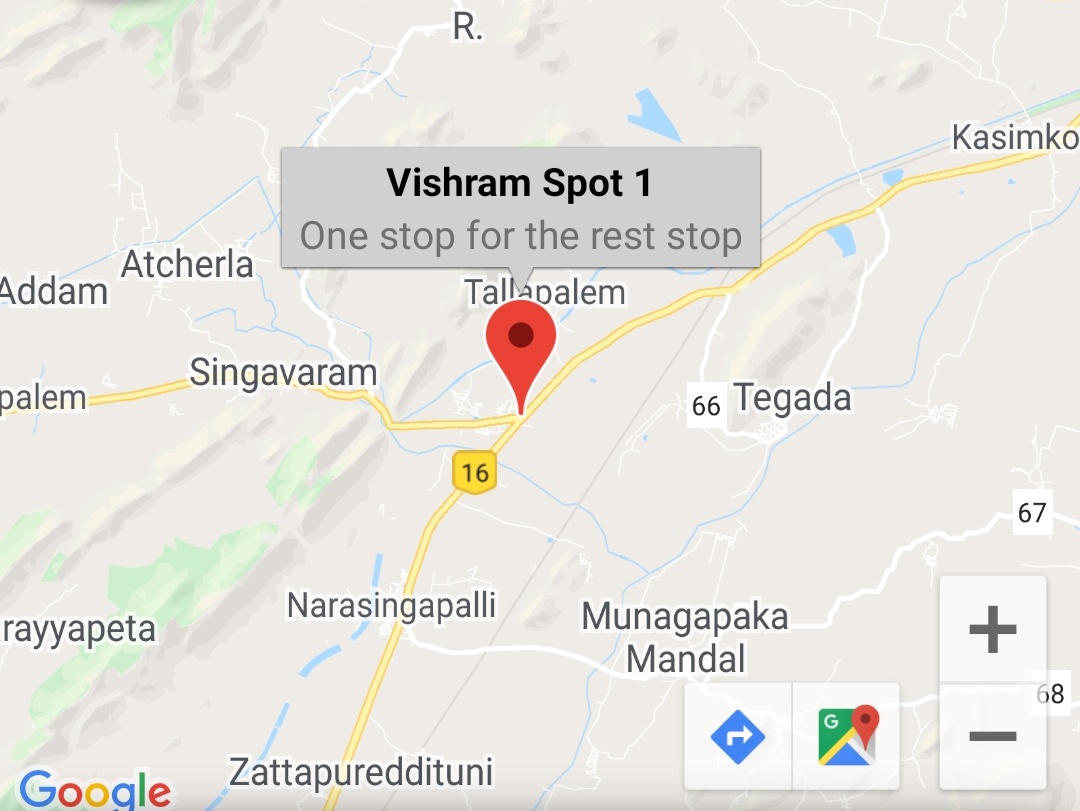 R.
Kasimko
Vishram Spot 1
One stop for the rest stop
Atcherla
Addam
Tallapalem
Singavaram
palem
66
Tegada
16
67
Narasingapalli
Munagapaka
Mandal
rayyapeta
68
G
Zattapureddituni
Google